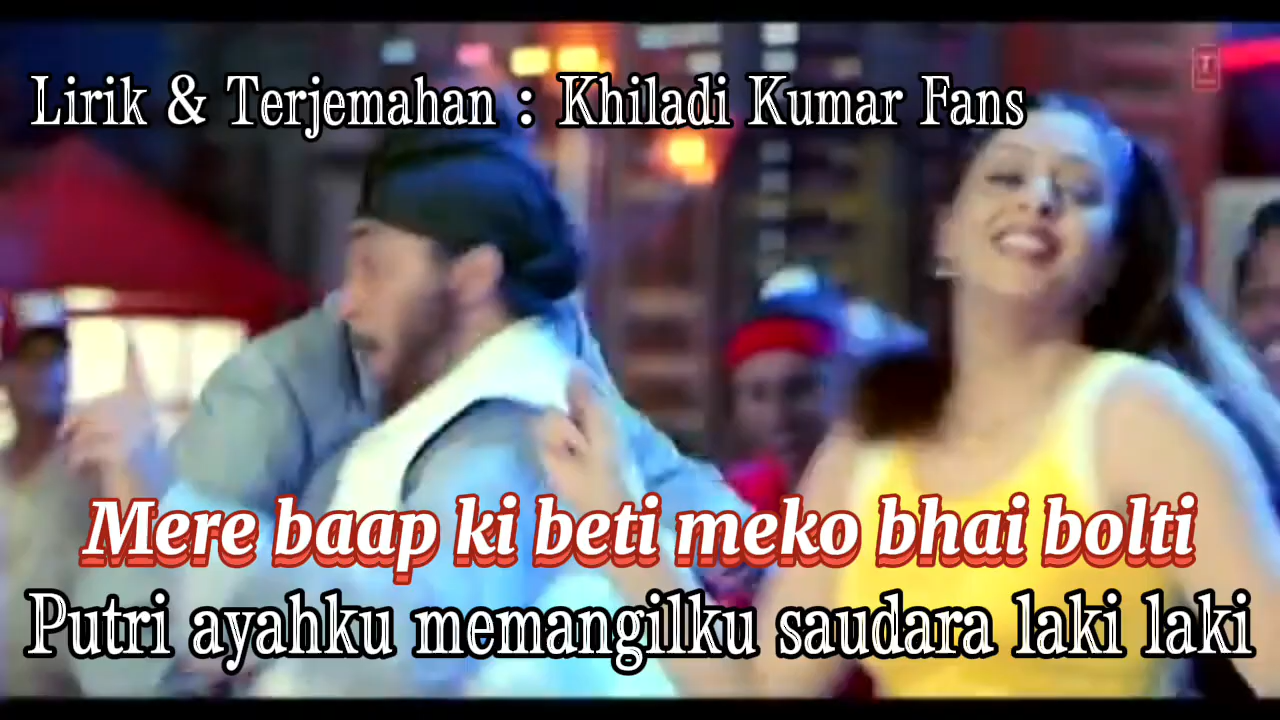 Lirik & Terjemahan : Khiladi Kumar Fans
T
Mere baap ki beti meko bhai bolti
Putri ayahku memangilku saudara laki laki